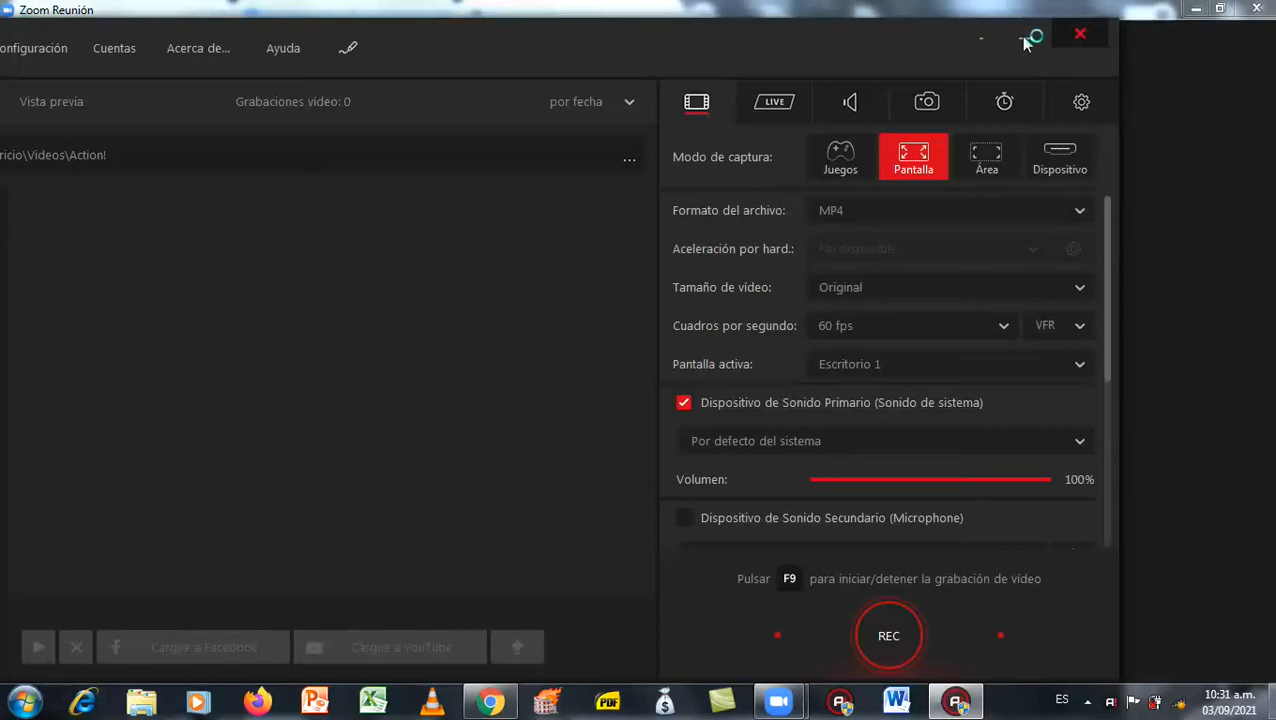 Zoom Reunión
onfiguración Cuentas Acerca de... Ayuda
Vista previa Grabaciones vídeo: 0 por fecha
LIVE
ricio\Videos\Action! ...
Modo de captura: Juegos Pantalla Área Dispositivo
Formato del archivo: MP4
Aceleración por hard.: No disponible
Tamaño de vídeo: Original
Cuadros por segundo: 60 fps VFR
Pantalla activa: Escritorio 1
Dispositivo de Sonido Primario (Sonido de sistema)
Por defecto del sistema
Volumen: 100%
Dispositivo de Sonido Secundario (Microphone)
Pulsar F9 para iniciar/detener la grabación de vídeo
REC
Cargue a Facebook Cargue a YouTube
PDF
ES
10:31 a.m.
03/09/2021